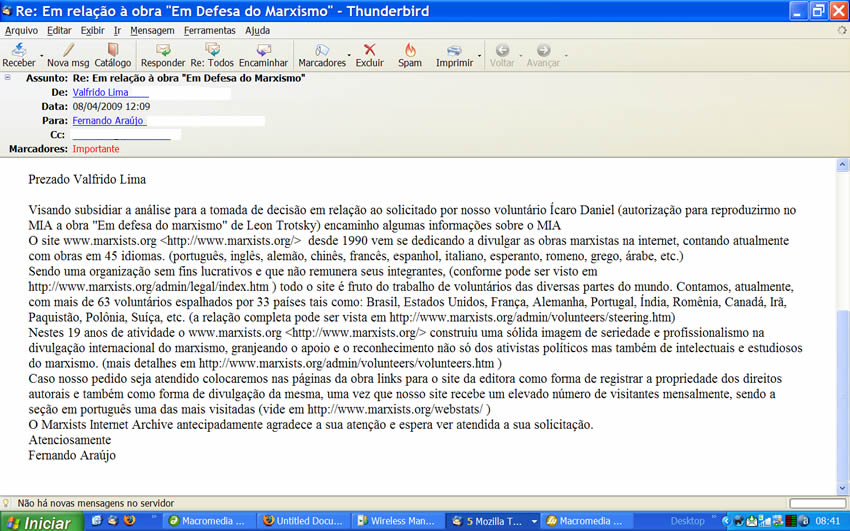 Re: Em relação à obra "Em Defesa do Marxismo" - Thunderbird
Arquivo Editar Exibir Ir Mensagem Ferramentas Ajuda
Receber Nova msg Catálogo Responder Re: Todos Encaminhar Marcadores Excluir Spam Imprimir Voltar Avançar
Assunto: Re: Em relação à obra "Em Defesa do Marxismo"
De: Valfrido Lima
Data: 08/04/2009 12:09
Para: Fernando Araújo
Cc:
Marcadores: Importante
Prezado Valfrido Lima
Visando subsidiar a análise para a tomada de decisão em relação ao solicitado por nosso voluntário Ícaro Daniel (autorização para reproduzirmo no
MIA a obra "Em defesa do marxismo" de Leon Trotsky) encaminho algumas informações sobre o MIA
O site www.marxists.org <http://www.marxists.org/> desde 1990 vem se dedicando a divulgar as obras marxistas na internet, contando atualmente
com obras em 45 idiomas. (português, inglês, alemão, chinês, francês, espanhol, italiano, esperanto, romeno, grego, árabe, etc.)
Sendo uma organização sem fins lucrativos e que não remunera seus integrantes, (conforme pode ser visto em
http://www.marxists.org/admin/legal/index.htm ) todo o site é fruto do trabalho de voluntários das diversas partes do mundo. Contamos, atualmente,
com mais de 63 voluntários espalhados por 33 países tais como: Brasil, Estados Unidos, França, Alemanha, Portugal, Índia, Romênia, Canadá, Irã,
Paquistão, Polônia, Suíça, etc. (a relação completa pode ser vista em http://www.marxists.org/admin/volunteers/steering.htm)
Nestes 19 anos de atividade o www.marxists.org <http://www.marxists.org/> construiu uma sólida imagem de seriedade e profissionalismo na
divulgação internacional do marxismo, granjeando o apoio e o reconhecimento não só dos ativistas políticos mas também de intelectuais e estudiosos
do marxismo. (mais detalhes em http://www.marxists.org/admin/volunteers/volunteers.htm )
Caso nosso pedido seja atendido colocaremos nas páginas da obra links para o site da editora como forma de registrar a propriedade dos direitos
autorais e também como forma de divulgação da mesma, uma vez que nosso site recebe um elevado número de visitantes mensalmente, sendo a
seção em português uma das mais visitadas (vide em http://www.marxists.org/webstats/ )
O Marxists Internet Archive antecipadamente agradece a sua atenção e espera ver atendida a sua solicitação.
Atenciosamente
Fernando Araújo
Não há novas mensagens no servidor
Iniciar Macromedia ... Untitled Docu... Wireless Man... 5 Mozilla T... Macromedia ... Desktop 08:41